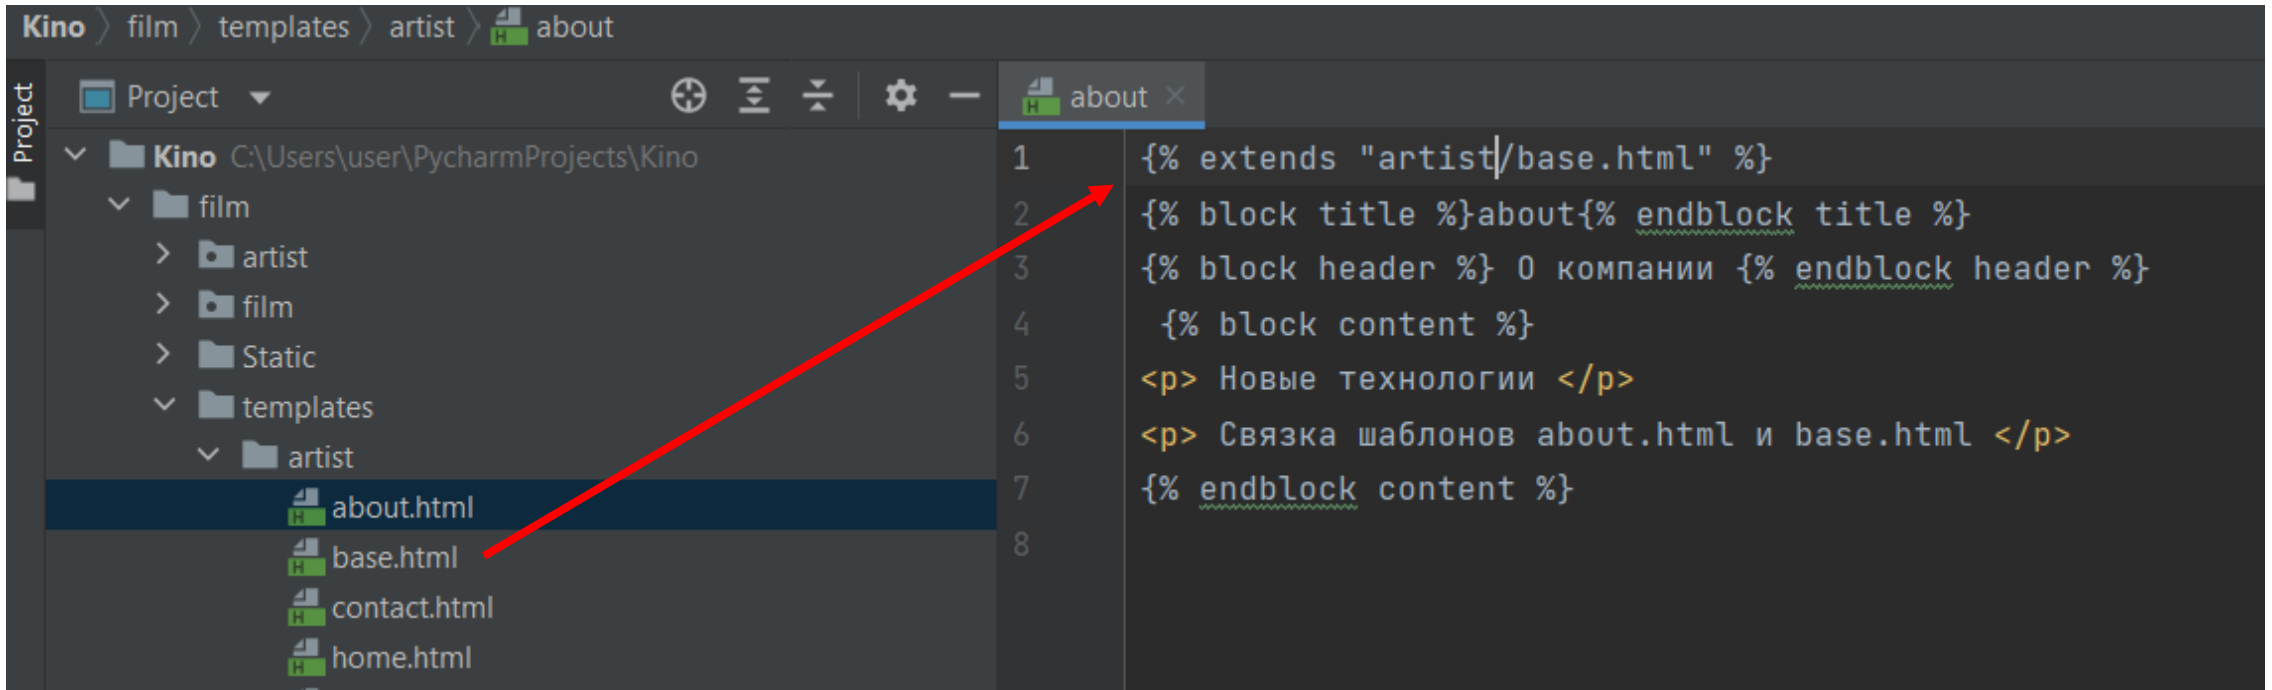 Kino film templates artist about
Project
Project
about
Kino C:\Users\user\PycharmProjects\Kino
film
artist
film
Static
templates
artist
about.html
base.html
contact.html
home.html
1 {% extends "artist/base.html" %}
2 {% block title %}about{% endblock title %}
3 {% block header %} О компании {% endblock header %}
4 {% block content %}
5 <p> Новые технологии </p>
6 <p> Связка шаблонов about.html и base.html </p>
7 {% endblock content %}
8